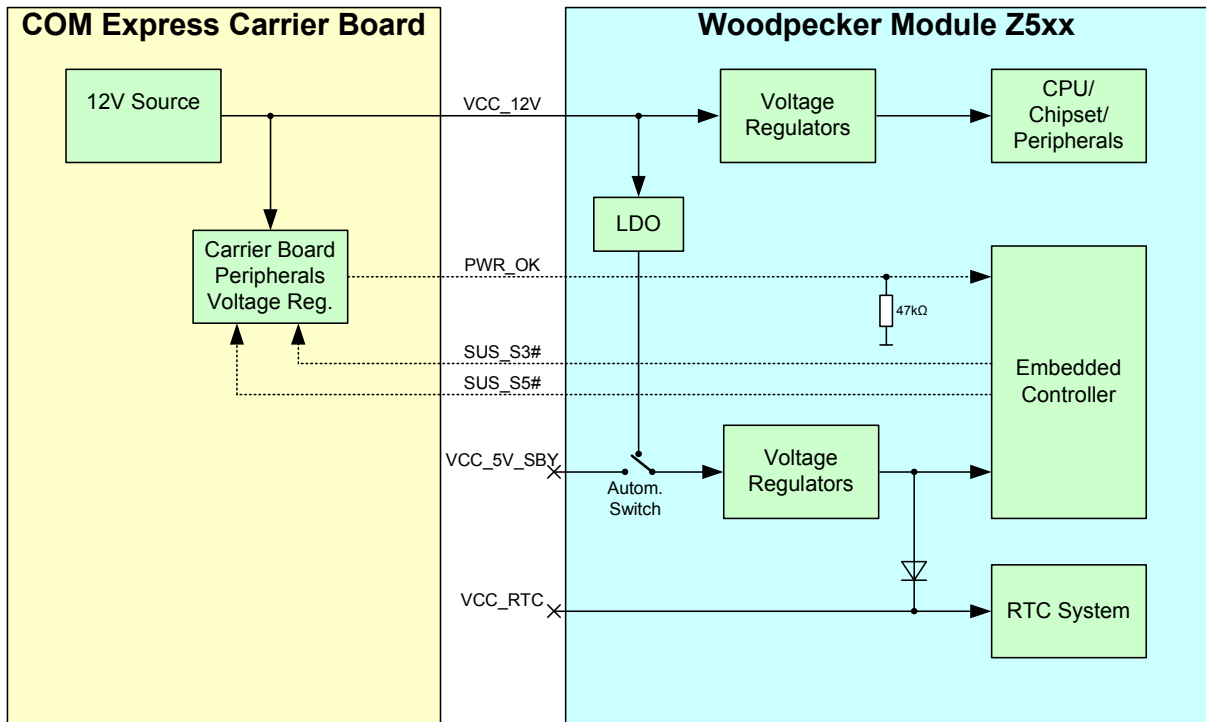 COM Express Carrier Board
Woodpecker Module Z5xx
12V Source
VCC_12V
Voltage
Regulators
CPU/
Chipset/
Peripherals
LDO
Carrier Board
Peripherals
Voltage Reg.
PWR_OK
47kΩ
SUS_S3#
SUS_S5#
Embedded
Controller
VCC_5V_SBY
Autom.
Switch
Voltage
Regulators
VCC_RTC
RTC System